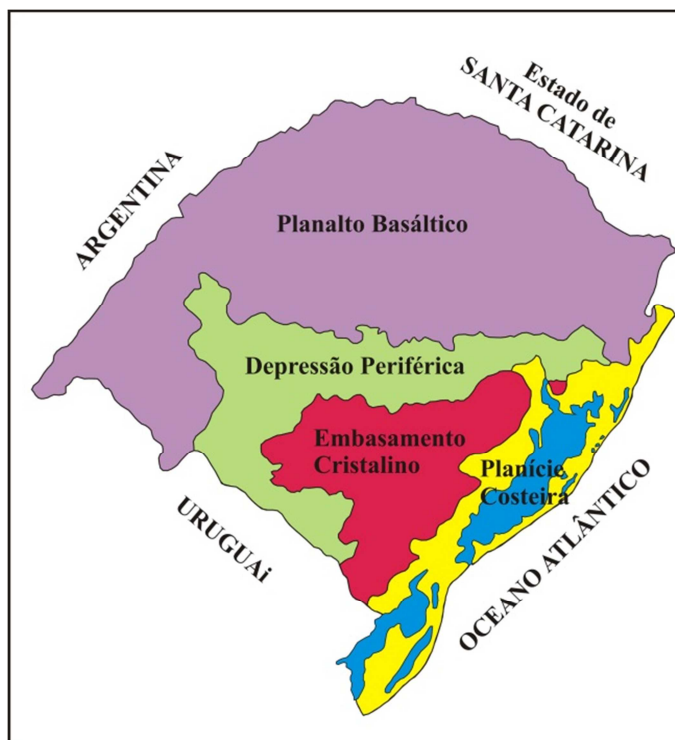 Estado de
SANTA CATARINA
ARGENTINA
Planalto Basáltico
Depressão Periférica
Embasamento
Cristalino
Planície
Costeira
URUGUAi
OCEANO ATLÂNTICO